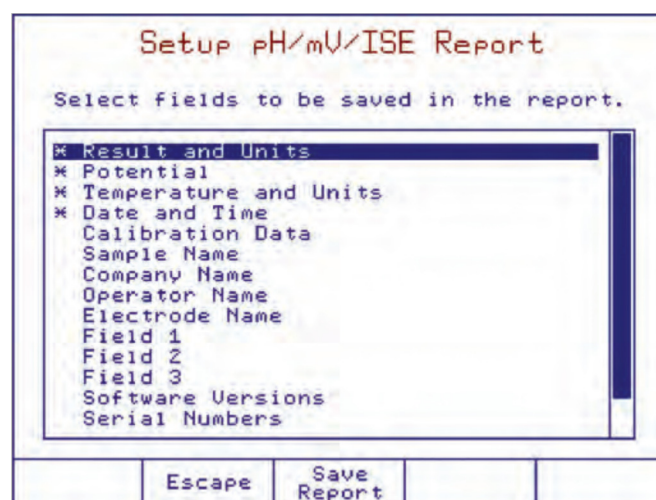 Setup pH/mV/ISE Report
Select fields to be saved in the report.
* Result and Units
* Potential
* Temperature and Units
* Date and Time
Calibration Data
Sample Name
Company Name
Operator Name
Electrode Name
Field 1
Field 2
Field 3
Software Versions
Serial Numbers
Escape
Save
Report